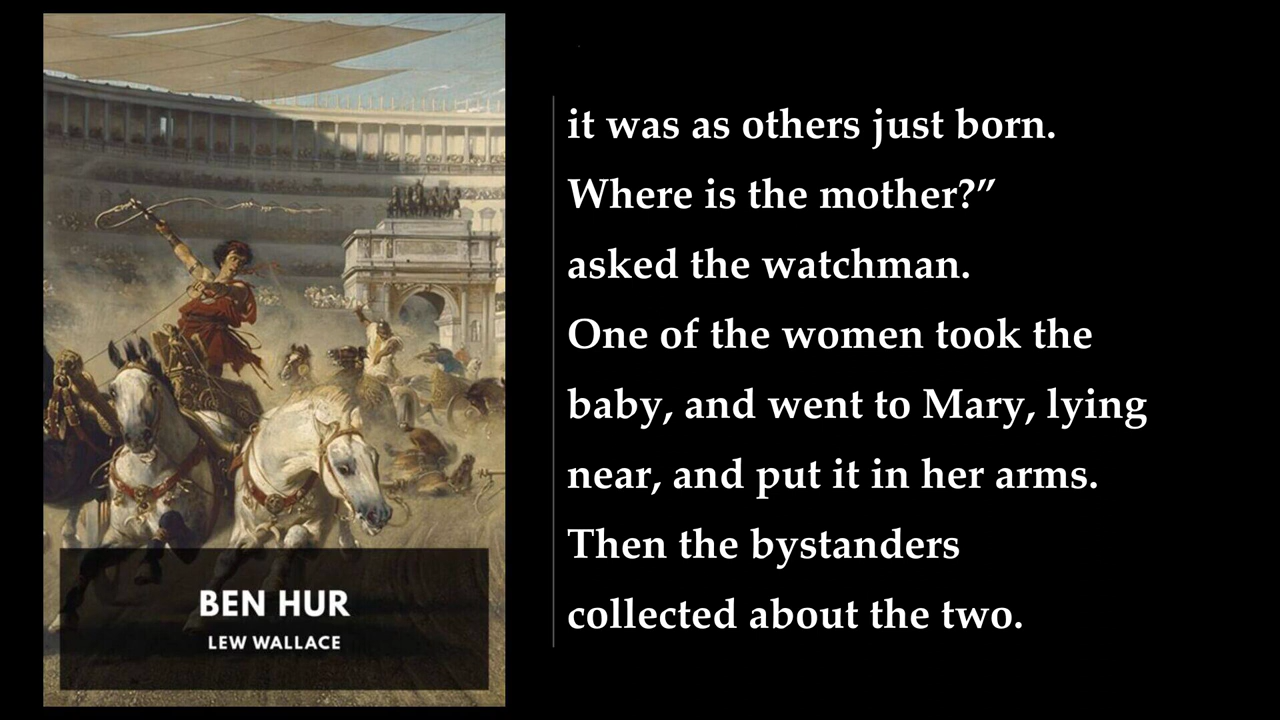 BEN HUR
LEW WALLACE
it was as others just born.
Where is the mother?”
asked the watchman.
One of the women took the
baby, and went to Mary, lying
near, and put it in her arms.
Then the bystanders
collected about the two.